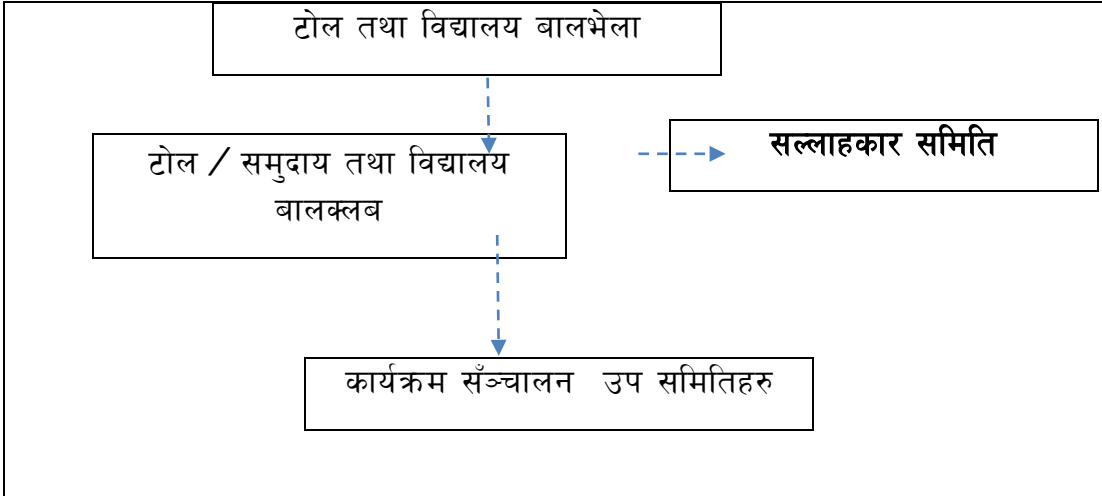 टोल तथा विद्यालय बालभेला
टोल / समुदाय तथा विद्यालय
बालक्लब
सल्लाहकार समिति
कार्यक्रम सँञ्चालन उप समितिहरु